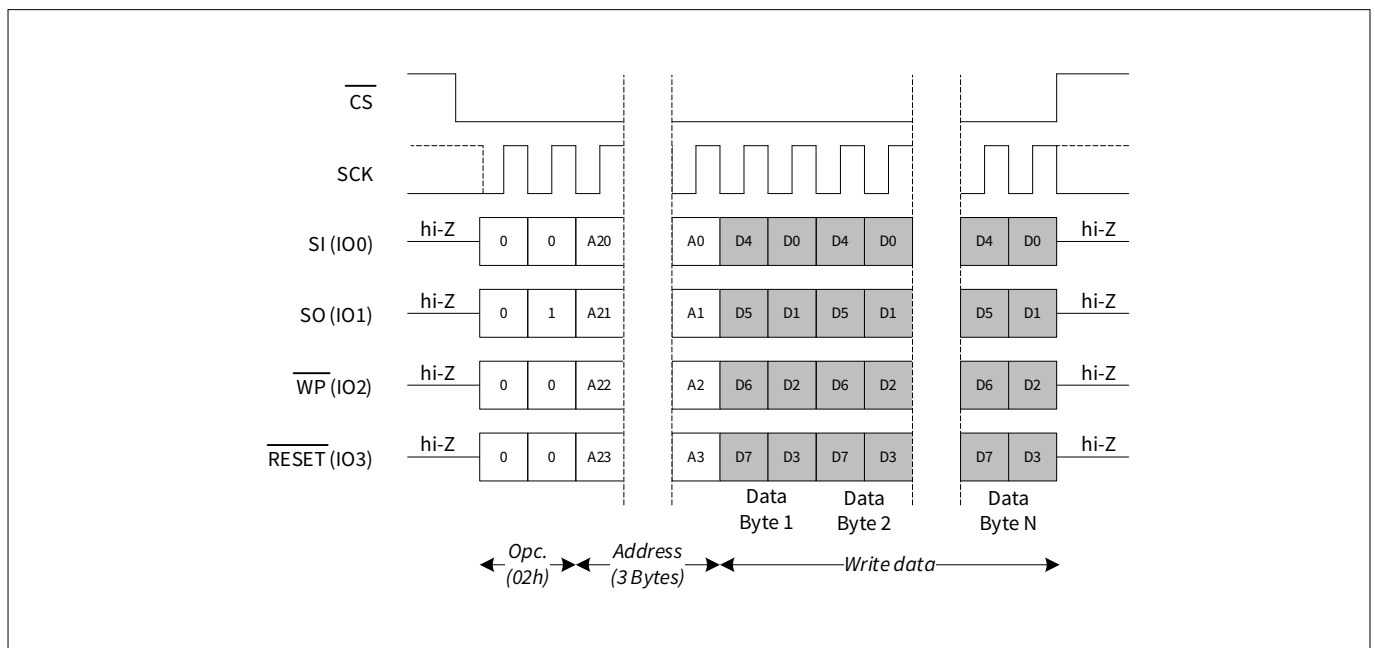 CS
SCK
hi-Z 0 0 A20 A0 D4 D0 D4 D0 D4 D0 hi-Z
SI (IO0)
hi-Z 0 1 A21 A1 D5 D1 D5 D1 D5 D1 hi-Z
SO (IO1)
hi-Z 0 0 A22 A2 D6 D2 D6 D2 D6 D2 hi-Z
WP (IO2)
hi-Z 0 0 A23 A3 D7 D3 D7 D3 D7 D3 hi-Z
RESET (IO3)
Data Data Data
Byte 1 Byte 2 Byte N
Opc. Address Write data
(02h) (3 Bytes)